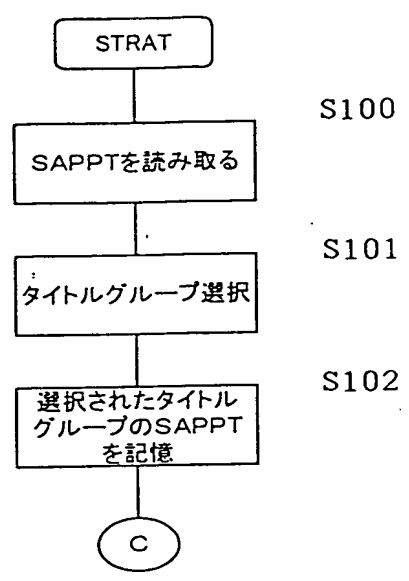 STRAT
S100
SAPPTを読み取る
S101
タイトルグループ選択
S102
選択されたタイトル
グループのSAPPT
を記憶
C